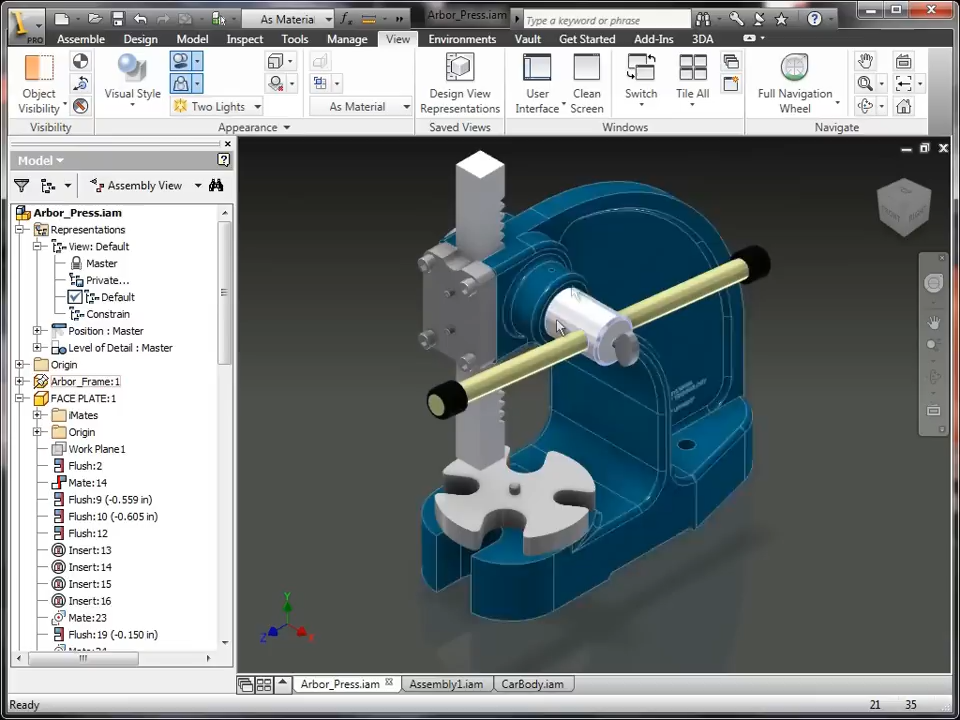 PRO
As Material
Arbor_Press.iam
Type a keyword or phrase
Assembly
Design
Model
Inspect
Tools
Manage
View
Environments
Vault
Get Started
Add-Ins
3DA
Object
Visibility
Visual Style
Two Lights
As Material
Design View
Representations
User
Interface
Clean
Screen
Switch
Tile All
Full Navigation
Wheel
Visibility
Appearance
Saved Views
Windows
Navigate
Model
Assembly View
Arbor_Press.iam
Representations
View: Default
Master
Private...
Default
Constrain
Position : Master
Level of Detail : Master
Origin
Arbor_Frame:1
FACE PLATE:1
iMates
Origin
Work Plane1
Flush:2
Mate:14
Flush:9 (-0.559 in)
Flush:10 (-0.605 in)
Flush:12
Insert:13
Insert:14
Insert:15
Insert:16
Mate:23
Flush:19 (-0.150 in)
Y
Z
X
Arbor_Press.iam
Assembly1.iam
CarBody.iam
Ready
21
35